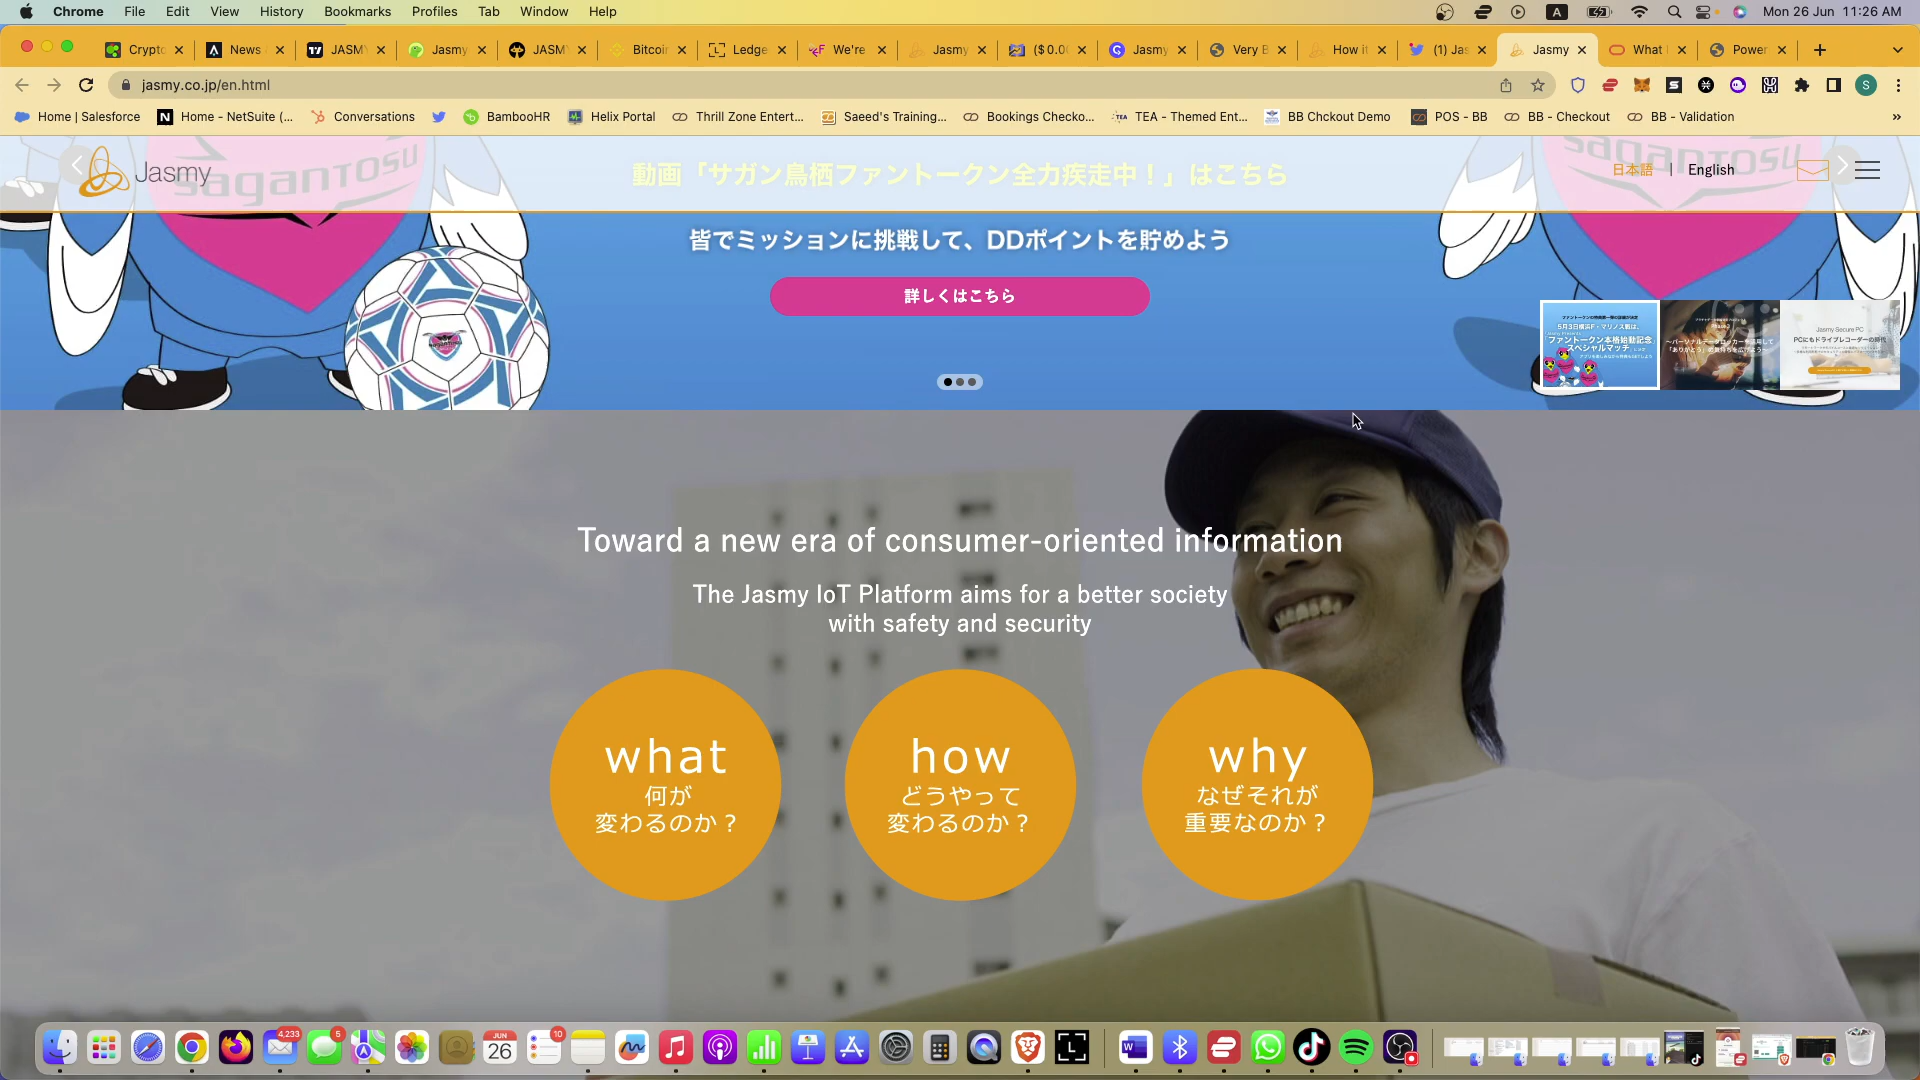 Chrome File Edit View History Bookmarks Profiles Tab Window Help
A
Mon 26 Jun 11:26 AM
Crypto
News
JASMY
Jasmy
JASM
Bitcoin
Ledge
We're
Jasmy
($0.0
Jasmy
Very B
How it
(1) Jas
Jasmy
What
Power
jasmy.co.jp/en.html
S
Home | Salesforce
Home - NetSuite (...
Conversations
BambooHR
Helix Portal
Thrill Zone Entert...
Saeed's Training...
Bookings Checko...
TEA - Themed Ent...
BB Chckout Demo
POS - BB
BB - Checkout
BB - Validation
Jasmy
sagantosu
動画「サガン鳥栖ファントークン全力疾走中！」はこちら
sagantosu
日本語 | English
皆でミッションに挑戦して、DDポイントを貯めよう
詳しくはこちら
5月3日横浜F・マリノス戦は、
「ファントークン本格始動記念
スペシャルマッチ
Jasmy Secure PC
PCにもドライブレコーダーの時代
Toward a new era of consumer-oriented information
The Jasmy IoT Platform aims for a better society
with safety and security
what
何が
変わるのか？
how
どうやって
変わるのか？
why
なぜそれが
重要なのか？
4,233
5
JUN
26
10